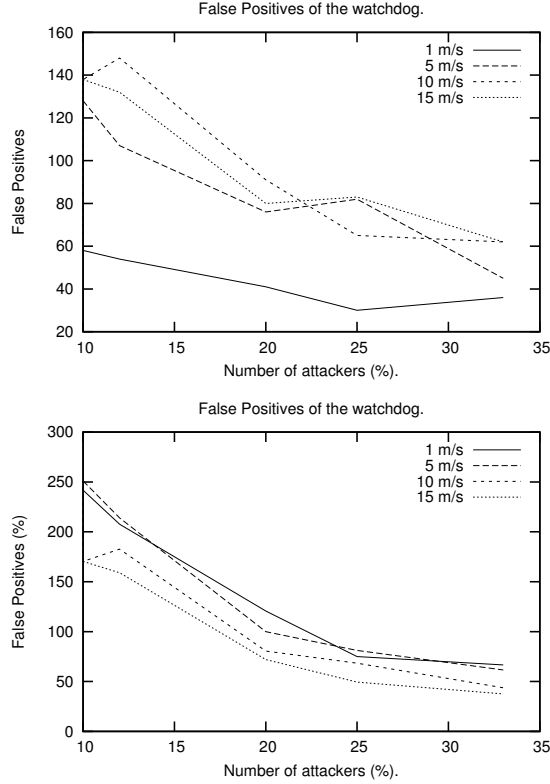 False Positives of the watchdog.
160
140
120
100
80
60
40
20
False Positives
1 m/s
5 m/s
10 m/s
15 m/s
10 15 20 25 30 35
Number of attackers (%).
False Positives of the watchdog.
300
250
200
150
100
50
0
False Positives (%)
1 m/s
5 m/s
10 m/s
15 m/s
10 15 20 25 30 35
Number of attackers (%).